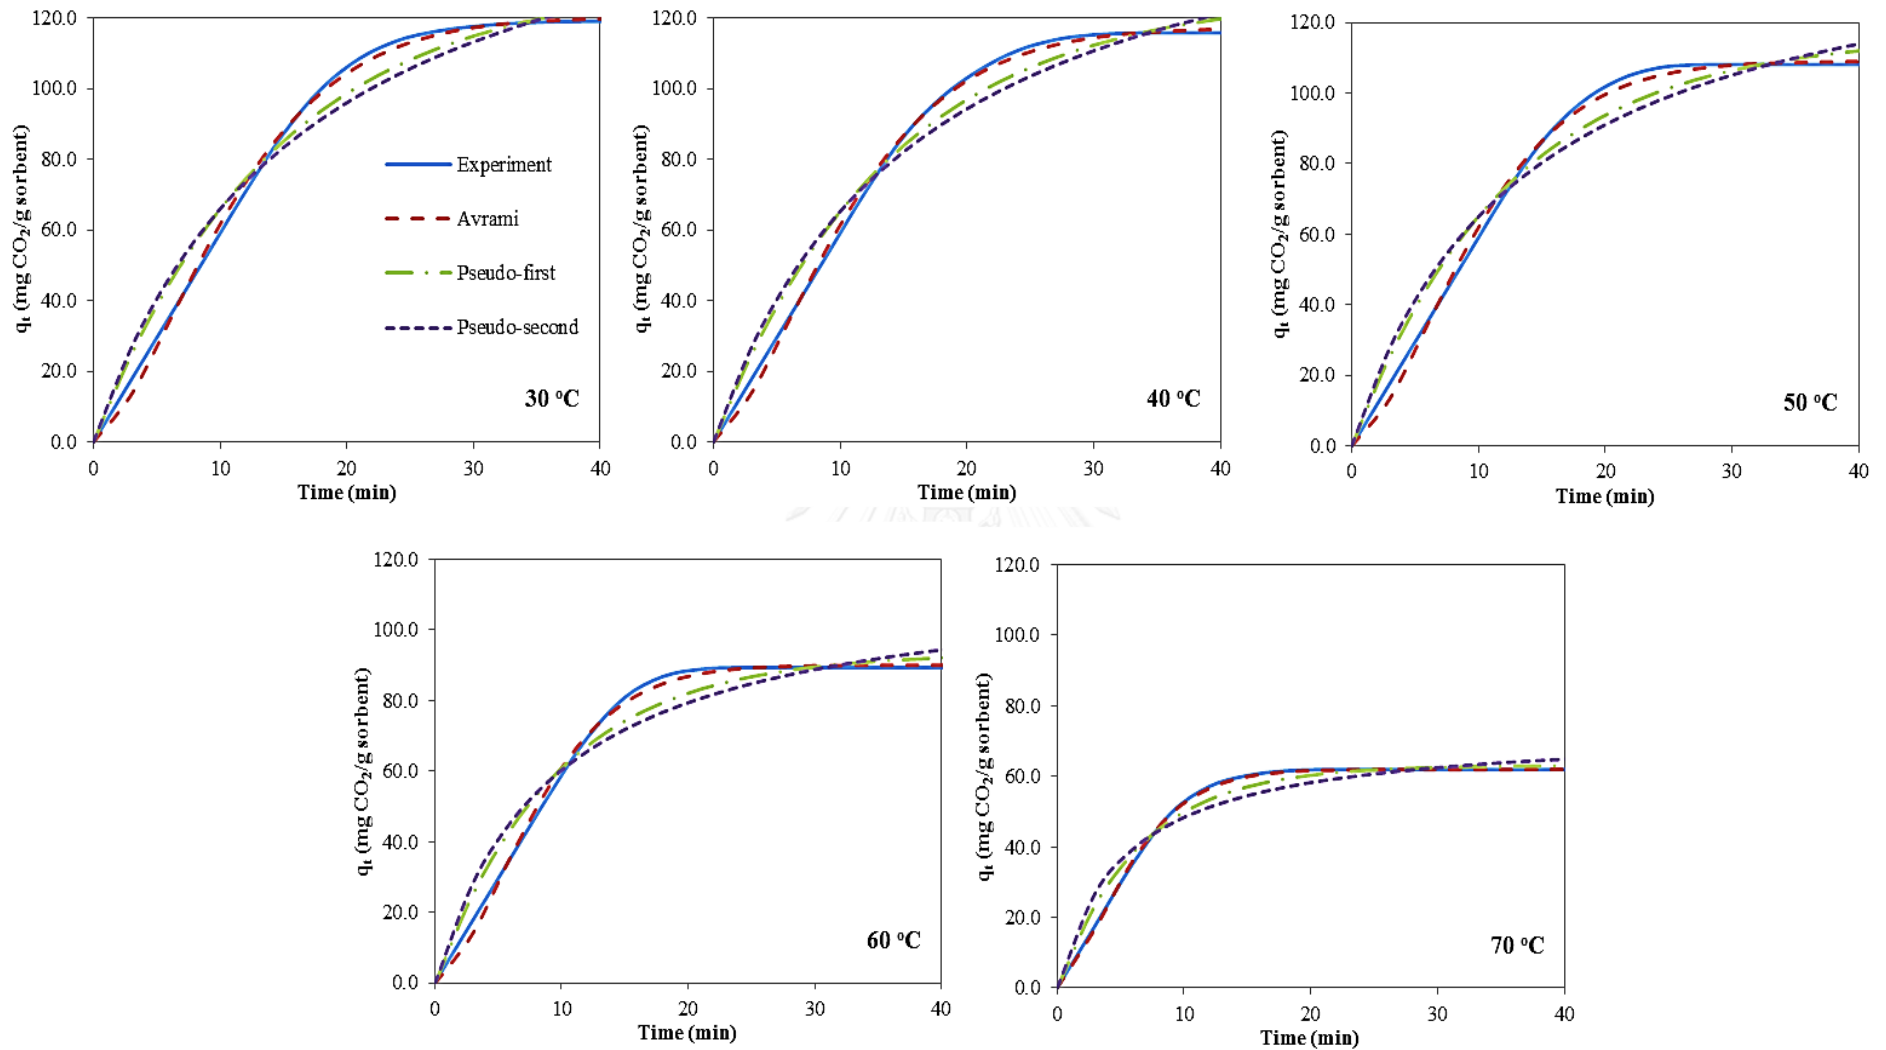 120.0
100.0
80.0
60.0
40.0
20.0
0.0
qt (mg CO2/g sorbent)
Experiment
Avrami
Pseudo-first
Pseudo-second
30 °C
0 10 20 30 40
Time (min)
120.0
100.0
80.0
60.0
40.0
20.0
0.0
qt (mg CO2/g sorbent)
40 °C
0 10 20 30 40
Time (min)
120.0
100.0
80.0
60.0
40.0
20.0
0.0
qt (mg CO2/g sorbent)
50 °C
0 10 20 30 40
Time (min)
120.0
100.0
80.0
60.0
40.0
20.0
0.0
qt (mg CO2/g sorbent)
60 °C
0 10 20 30 40
Time (min)
120.0
100.0
80.0
60.0
40.0
20.0
0.0
qt (mg CO2/g sorbent)
70 °C
0 10 20 30 40
Time (min)